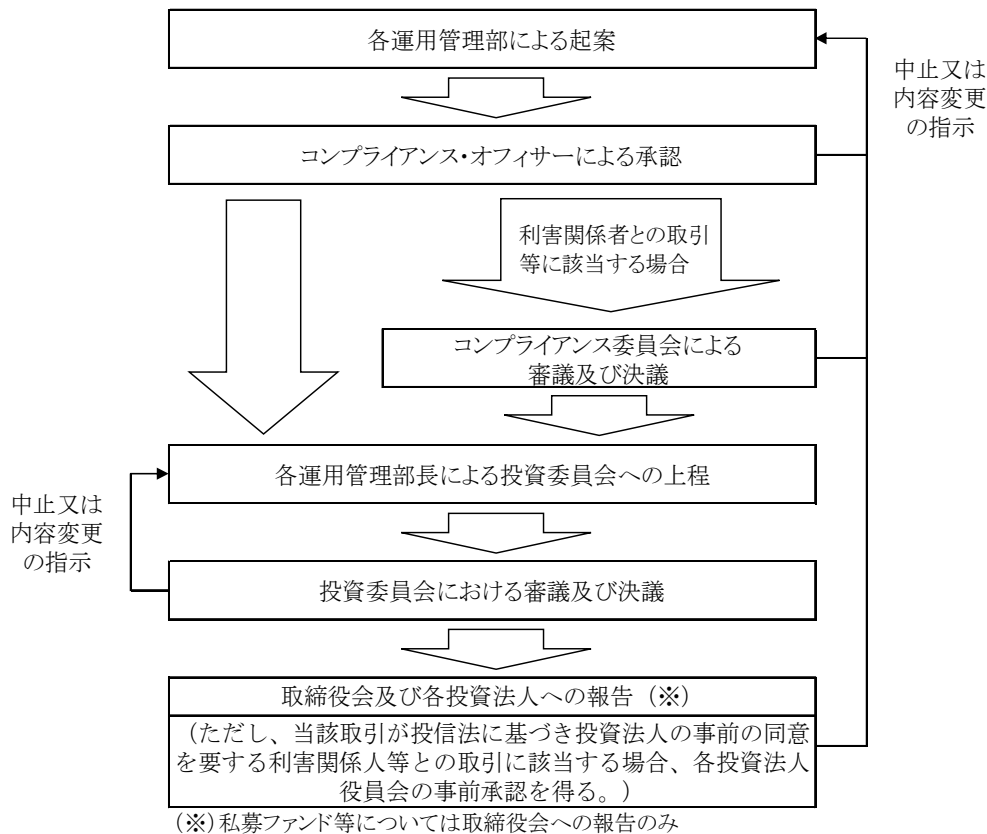 各運用管理部による起案
中止又は
内容変更
の指示
コンプライアンス・オフィサーによる承認
利害関係者との取引
等に該当する場合
コンプライアンス委員会による
審議及び決議
各運用管理部長による投資委員会への上程
中止又は
内容変更
の指示
投資委員会における審議及び決議
取締役会及び各投資法人への報告（※）
（ただし、当該取引が投信法に基づき投資法人の事前の同意
を要する利害関係人等との取引に該当する場合、各投資法人
役員会の事前承認を得る。）
（※）私募ファンド等については取締役会への報告のみ